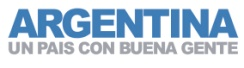 ARGENTINA
UN PAIS CON BUENA GENTE